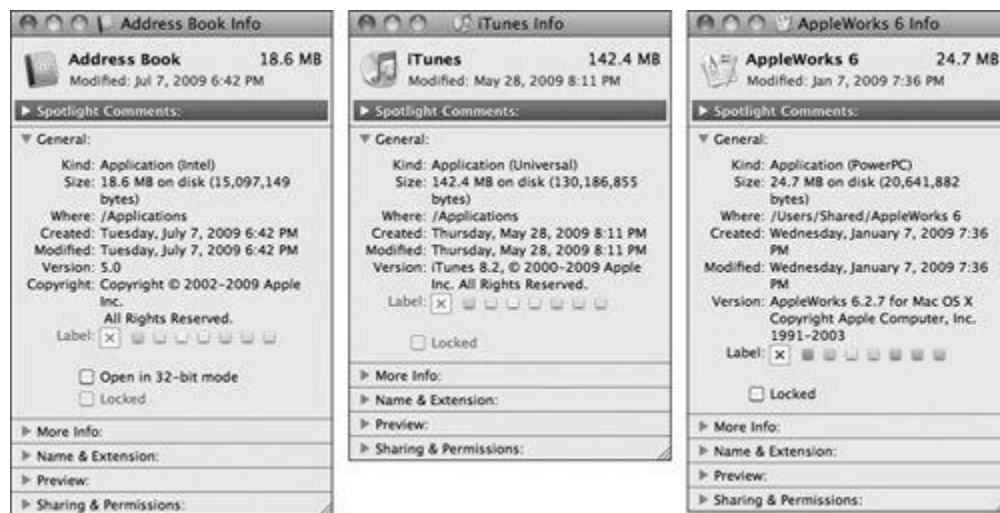 Address Book Info
Address Book 18.6 MB
Modified: Jul 7, 2009 6:42 PM
Spotlight Comments:
General:
Kind: Application (Intel)
Size: 18.6 MB on disk (15,097,149
bytes)
Where: /Applications
Created: Tuesday, July 7, 2009 6:42 PM
Modified: Tuesday, July 7, 2009 6:42 PM
Version: 5.0
Copyright: Copyright © 2002-2009 Apple
Inc.
All Rights Reserved.
Label:
Open in 32-bit mode
Locked
More Info:
Name & Extension:
Preview:
Sharing & Permissions:
iTunes Info
iTunes 142.4 MB
Modified: May 28, 2009 8:11 PM
Spotlight Comments:
General:
Kind: Application (Universal)
Size: 142.4 MB on disk (130,186,855
bytes)
Where: /Applications
Created: Thursday, May 28, 2009 8:11 PM
Modified: Thursday, May 28, 2009 8:11 PM
Version: iTunes 8.2, © 2000-2009 Apple
Inc. All Rights Reserved.
Label:
Locked
More Info:
Name & Extension:
Preview:
Sharing & Permissions:
AppleWorks 6 Info
AppleWorks 6 24.7 MB
Modified: Jan 7, 2009 7:36 PM
Spotlight Comments:
General:
Kind: Application (PowerPC)
Size: 24.7 MB on disk (20,641,882
bytes)
Where: /Users/Shared/AppleWorks 6
Created: Wednesday, January 7, 2009 7:36
PM
Modified: Wednesday, January 7, 2009 7:36
PM
Version: AppleWorks 6.2.7 for Mac OS X
Copyright Apple Computer, Inc.
1991-2003
Label:
Locked
More Info:
Name & Extension:
Preview:
Sharing & Permissions: